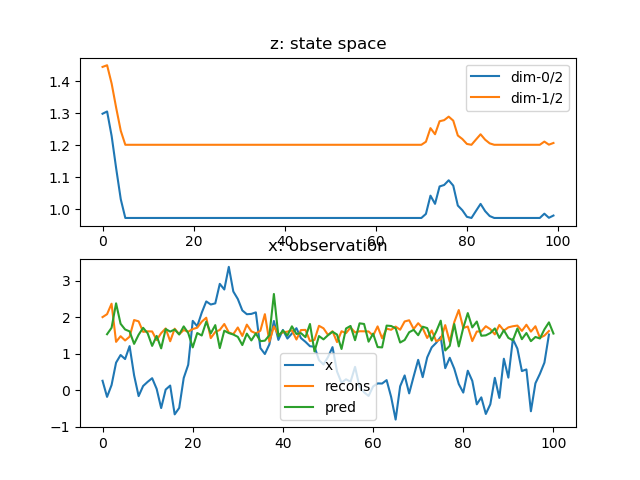 z: state space
1.4
1.3
1.2
1.1
1.0
dim-0/2
dim-1/2
0 20 40 60 80 100
x: observation
3
2
1
0
−1
x
recons
pred
0 20 40 60 80 100